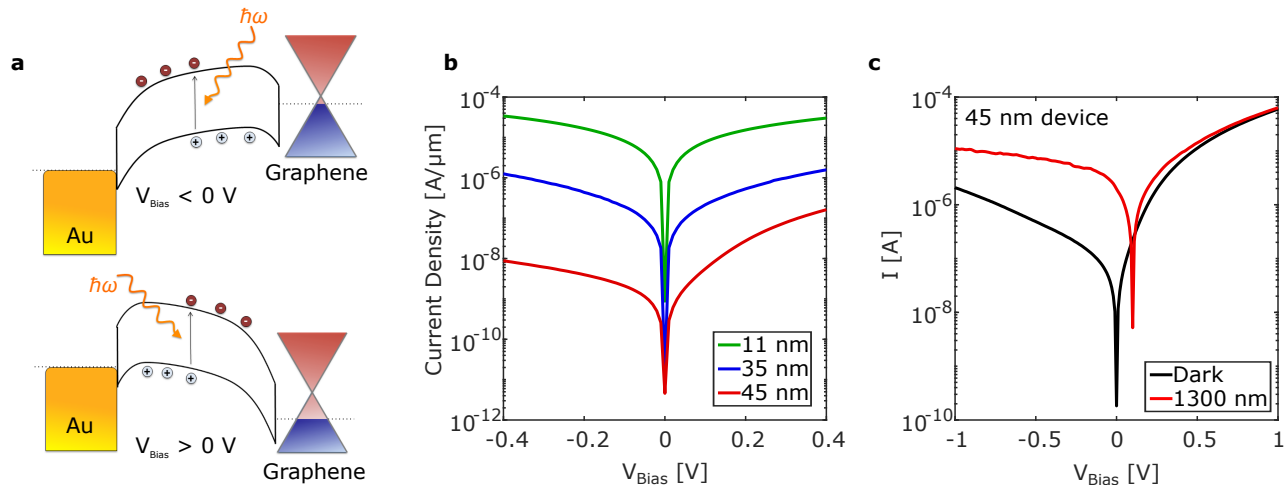 a
ħω
Graphene
V_Bias < 0 V
Au
ħω
Au
V_Bias > 0 V
Graphene
b
Current Density [A/μm]
10^-4
10^-6
10^-8
10^-10
10^-12
11 nm
35 nm
45 nm
-0.4 -0.2 0 0.2 0.4
V_Bias [V]
c
45 nm device
I [A]
10^-4
10^-6
10^-8
10^-10
Dark
1300 nm
-1 -0.5 0 0.5 1
V_Bias [V]